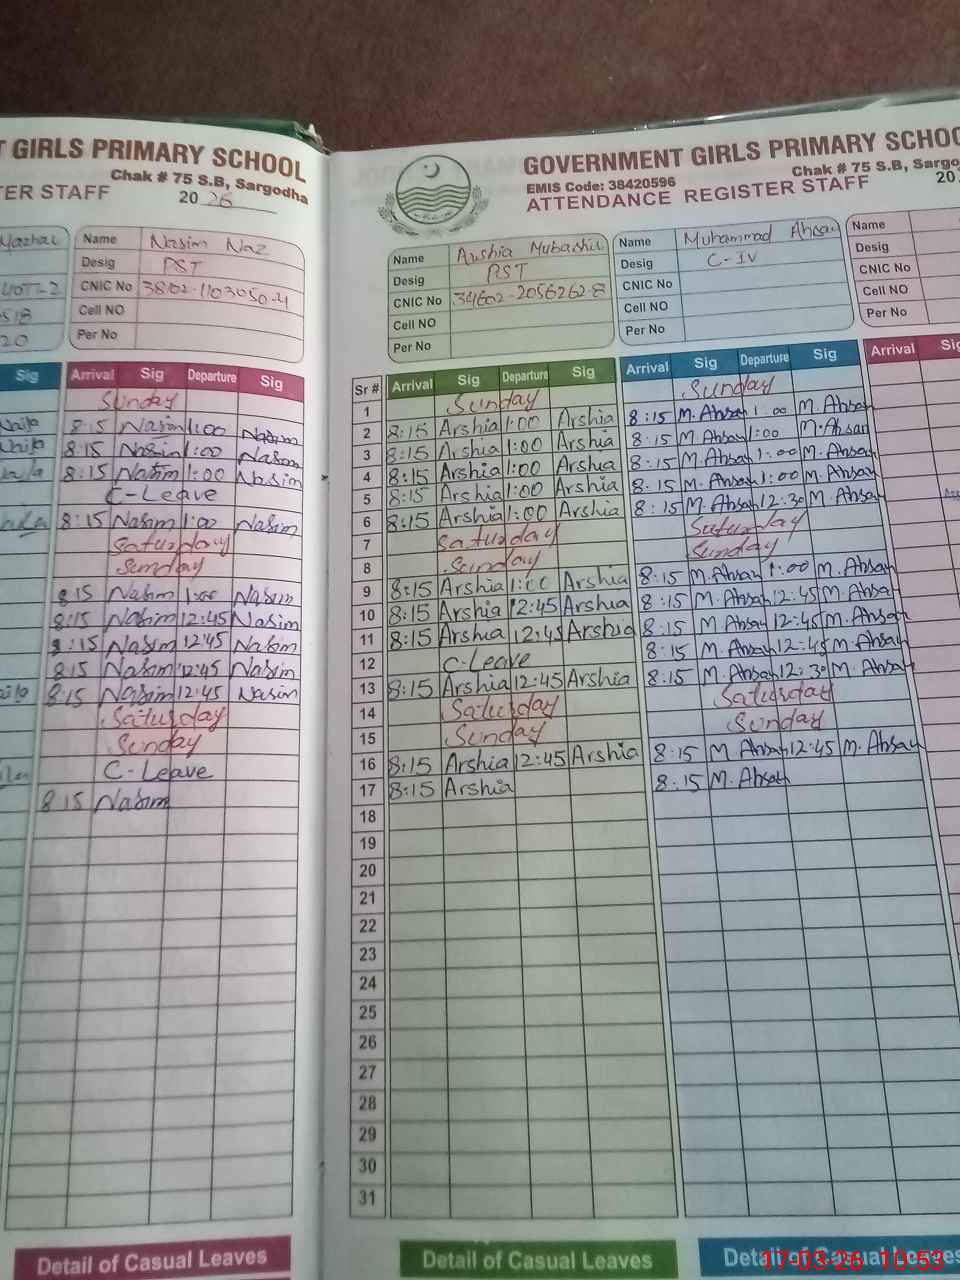 T GIRLS PRIMARY SCHOOL
Chak # 75 S.B, Sargodha
TER STAFF
20 26
Mazhar
Name Nasim Naz
Desig PST
CNIC No 38102-1103050-4
Cell NO
Per No
Sig Arrival Sig Departure Sig
Sunday
Naila 8:15 Nasim 1:00 Nasim
Naila 8:15 Nasim 1:00 Nasim
Naila 8:15 Nasim 1:00 Nasim
C-Leave
Naila 8:15 Nasim 1:00 Nasim
Saturday
Sunday
8:15 Nasim 1:00 Nasim
8:15 Nasim 12:45 Nasim
8:15 Nasim 12:45 Nasim
8:15 Nasim 12:45 Nasim
8:15 Nasim 12:45 Nasim
Saturday
Sunday
C-Leave
8:15 Nasim
Detail of Casual Leaves
GOVERNMENT GIRLS PRIMARY SCHOO
EMIS Code: 38420596
Chak # 75 S.B, Sargo
ATTENDANCE REGISTER STAFF
20
Name Arshia Mubashir
Desig PST
CNIC No 34602-2056262-8
Cell NO
Per No
Name Muhammad Ahsan
Desig C-IV
CNIC No
Cell NO
Per No
Name
Desig
CNIC No
Cell NO
Per No
Sr # Arrival Sig Departure Sig Arrival Sig Departure Sig Arrival Sig
1 Sunday Sunday
2 8:15 Arshia 1:00 Arshia 8:15 M. Ahsan 1:00 M. Ahsan
3 8:15 Arshia 1:00 Arshia 8:15 M. Ahsan 1:00 M. Ahsan
4 8:15 Arshia 1:00 Arshia 8:15 M. Ahsan 1:00 M. Ahsan
5 8:15 Arshia 1:00 Arshia 8:15 M. Ahsan 1:00 M. Ahsan
6 8:15 Arshia 1:00 Arshia 8:15 M. Ahsan 12:30 M. Ahsan
7 Saturday Saturday
8 Sunday Sunday
9 8:15 Arshia 1:00 Arshia 8:15 M. Ahsan 1:00 M. Ahsan
10 8:15 Arshia 12:45 Arshia 8:15 M. Ahsan 12:45 M. Ahsan
11 8:15 Arshia 12:45 Arshia 8:15 M. Ahsan 12:45 M. Ahsan
12 C-Leave 8:15 M. Ahsan 12:45 M. Ahsan
13 8:15 Arshia 12:45 Arshia 8:15 M. Ahsan 12:30 M. Ahsan
14 Saturday Saturday
15 Sunday Sunday
16 8:15 Arshia 12:45 Arshia 8:15 M Ahsan 12:45 M. Ahsan
17 8:15 Arshia 8:15 M. Ahsan
18
19
20
21
22
23
24
25
26
27
28
29
30
31
Detail of Casual Leaves
Detail of Casual Leaves
17-03-26 10:53